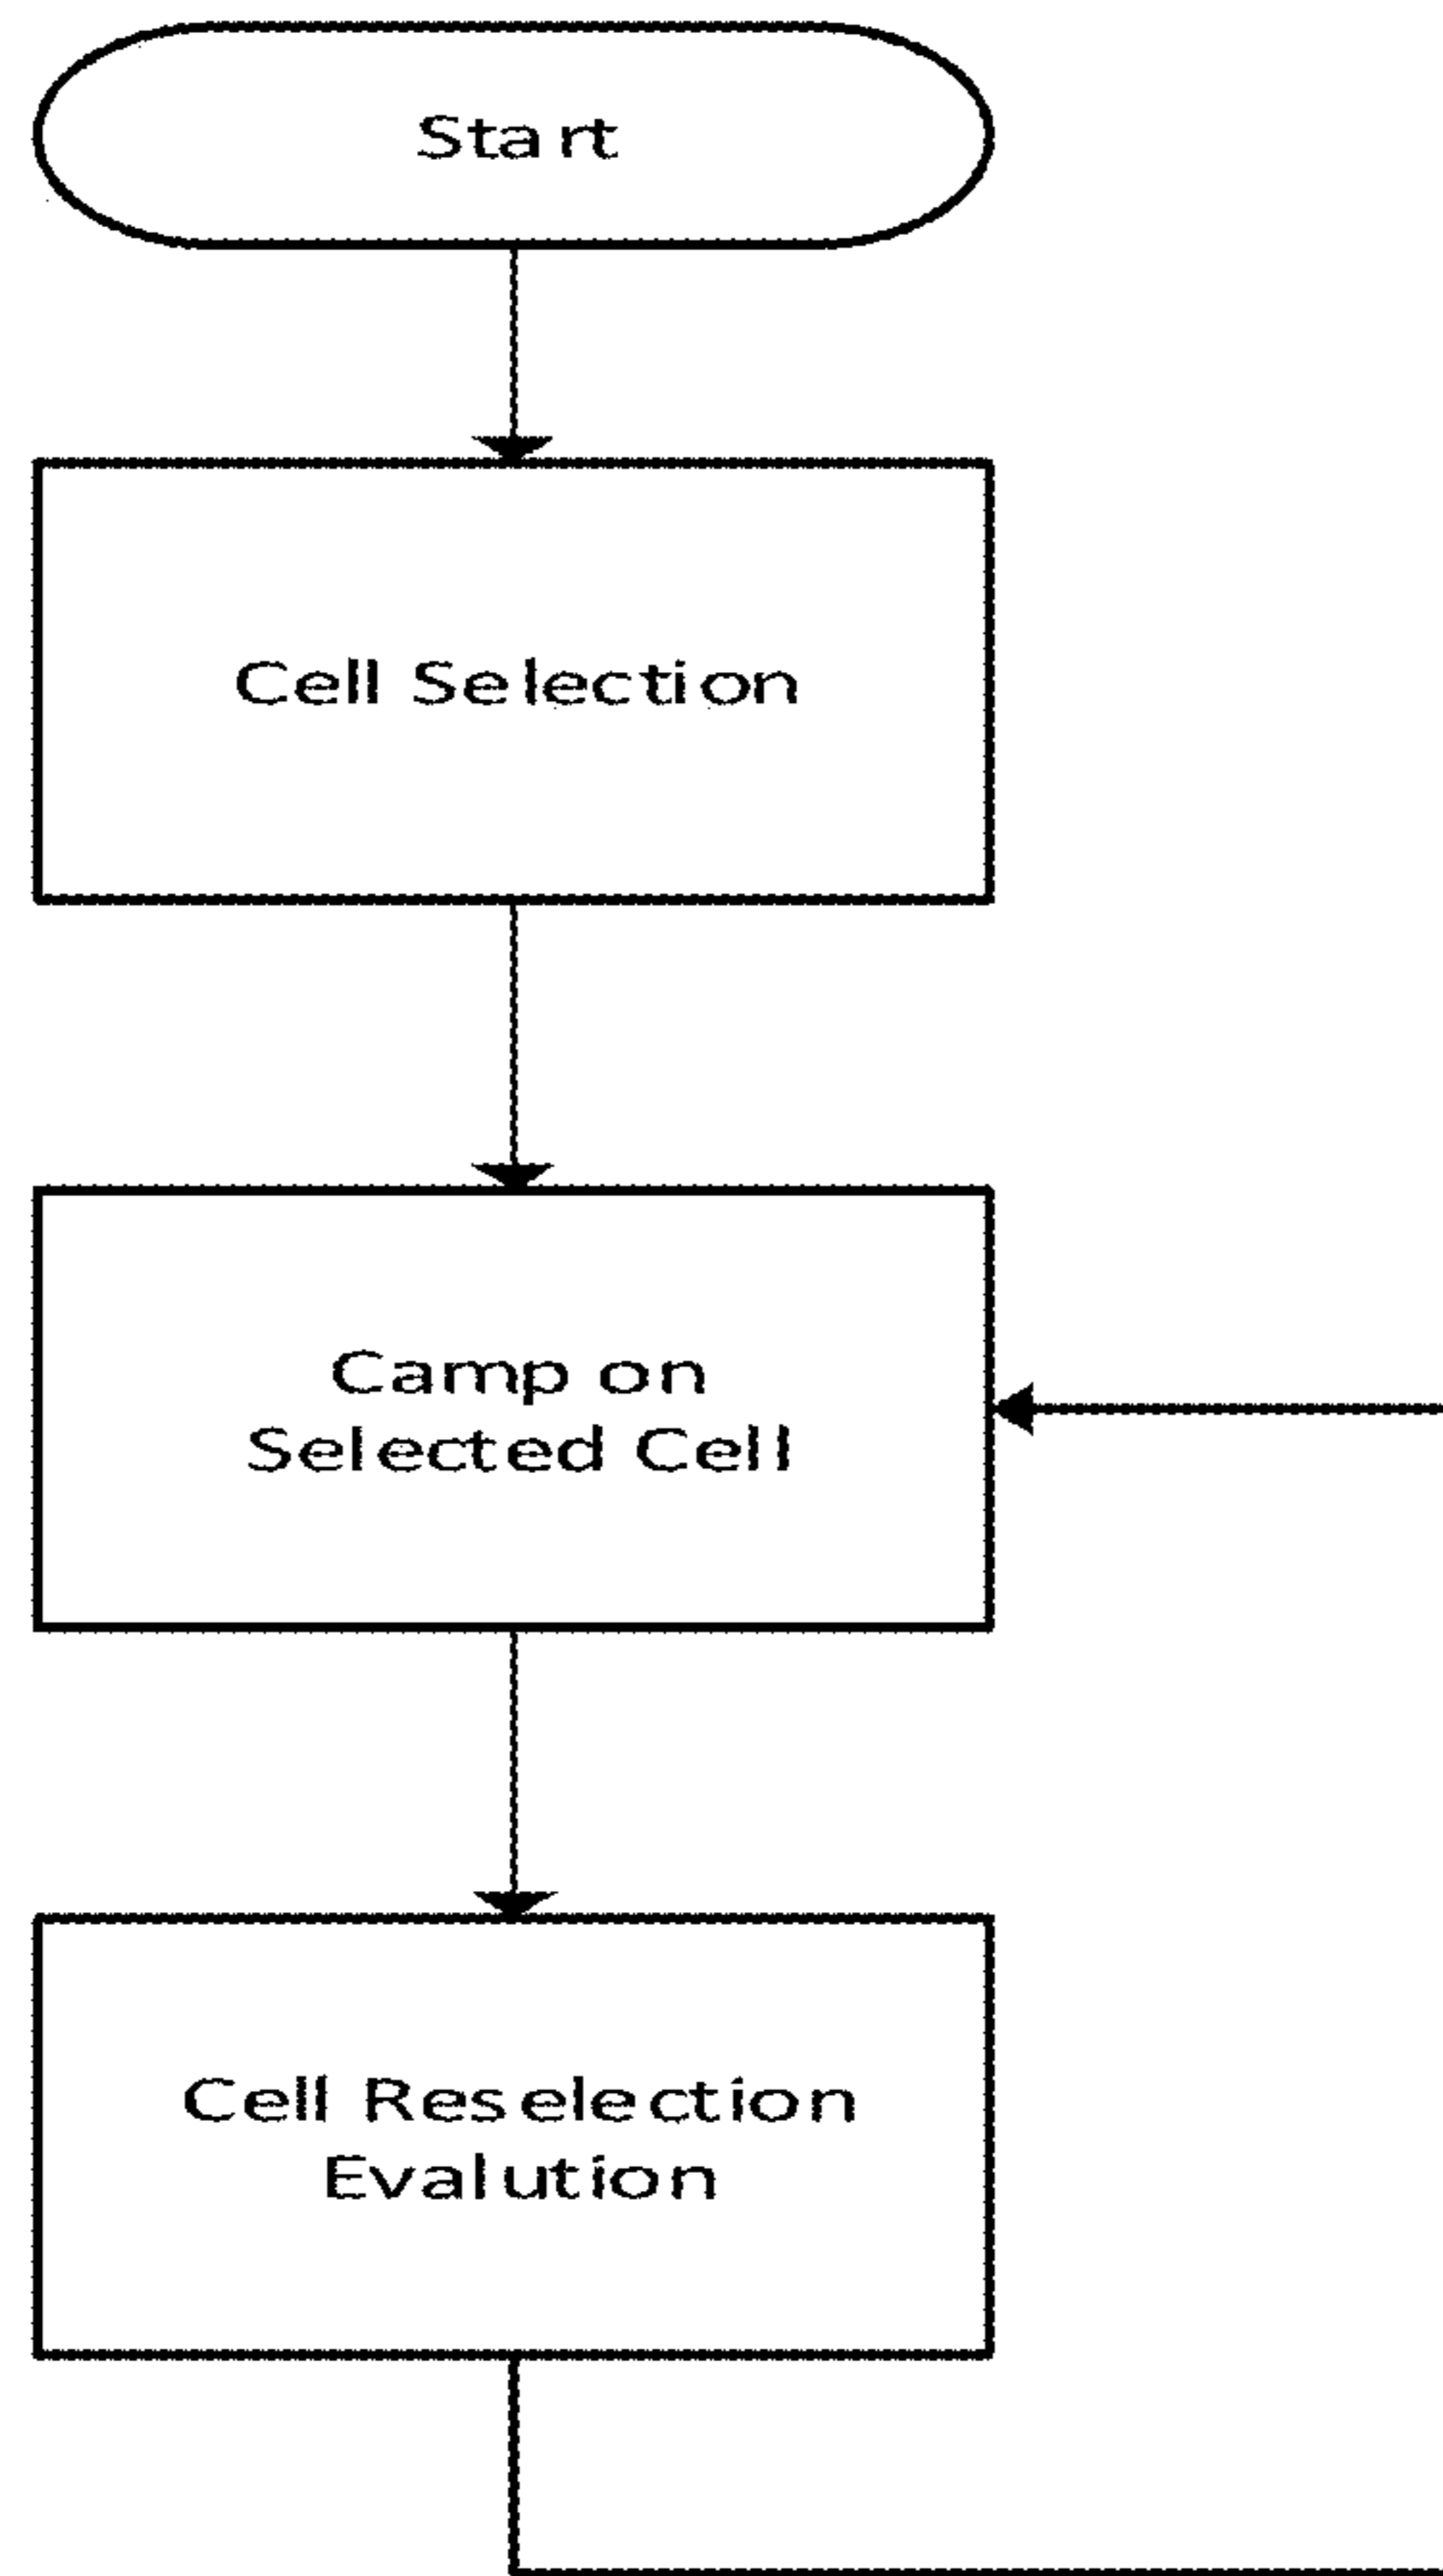 Start
Cell Selection
Camp on
Selected Cell
Cell Reselection
Evalution